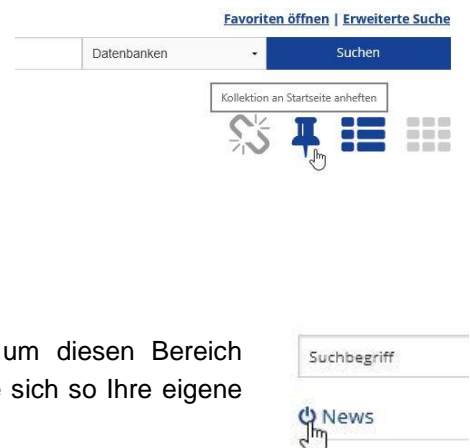 Favoriten öffnen | Erweiterte Suche
Datenbanken
Suchen
Kollektion an Startseite anheften
um diesen Bereich
sich so Ihre eigene
Suchbegriff
News